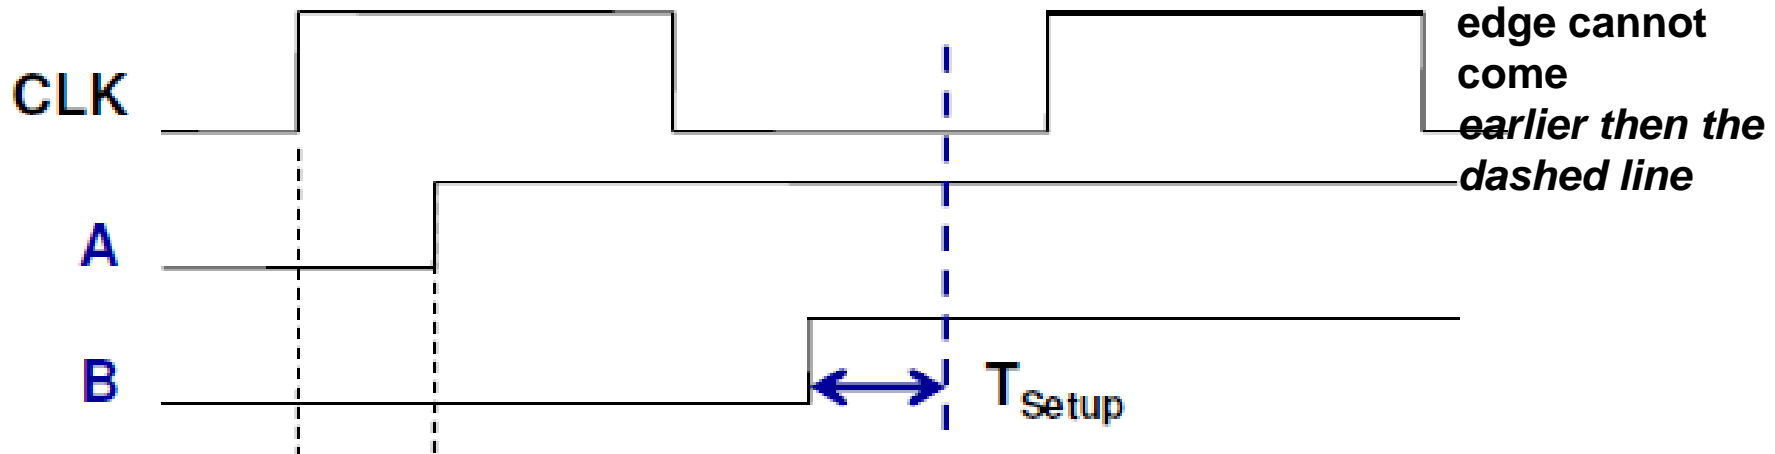 edge cannot
come
earlier then the
dashed line
CLK
A
B
TSetup